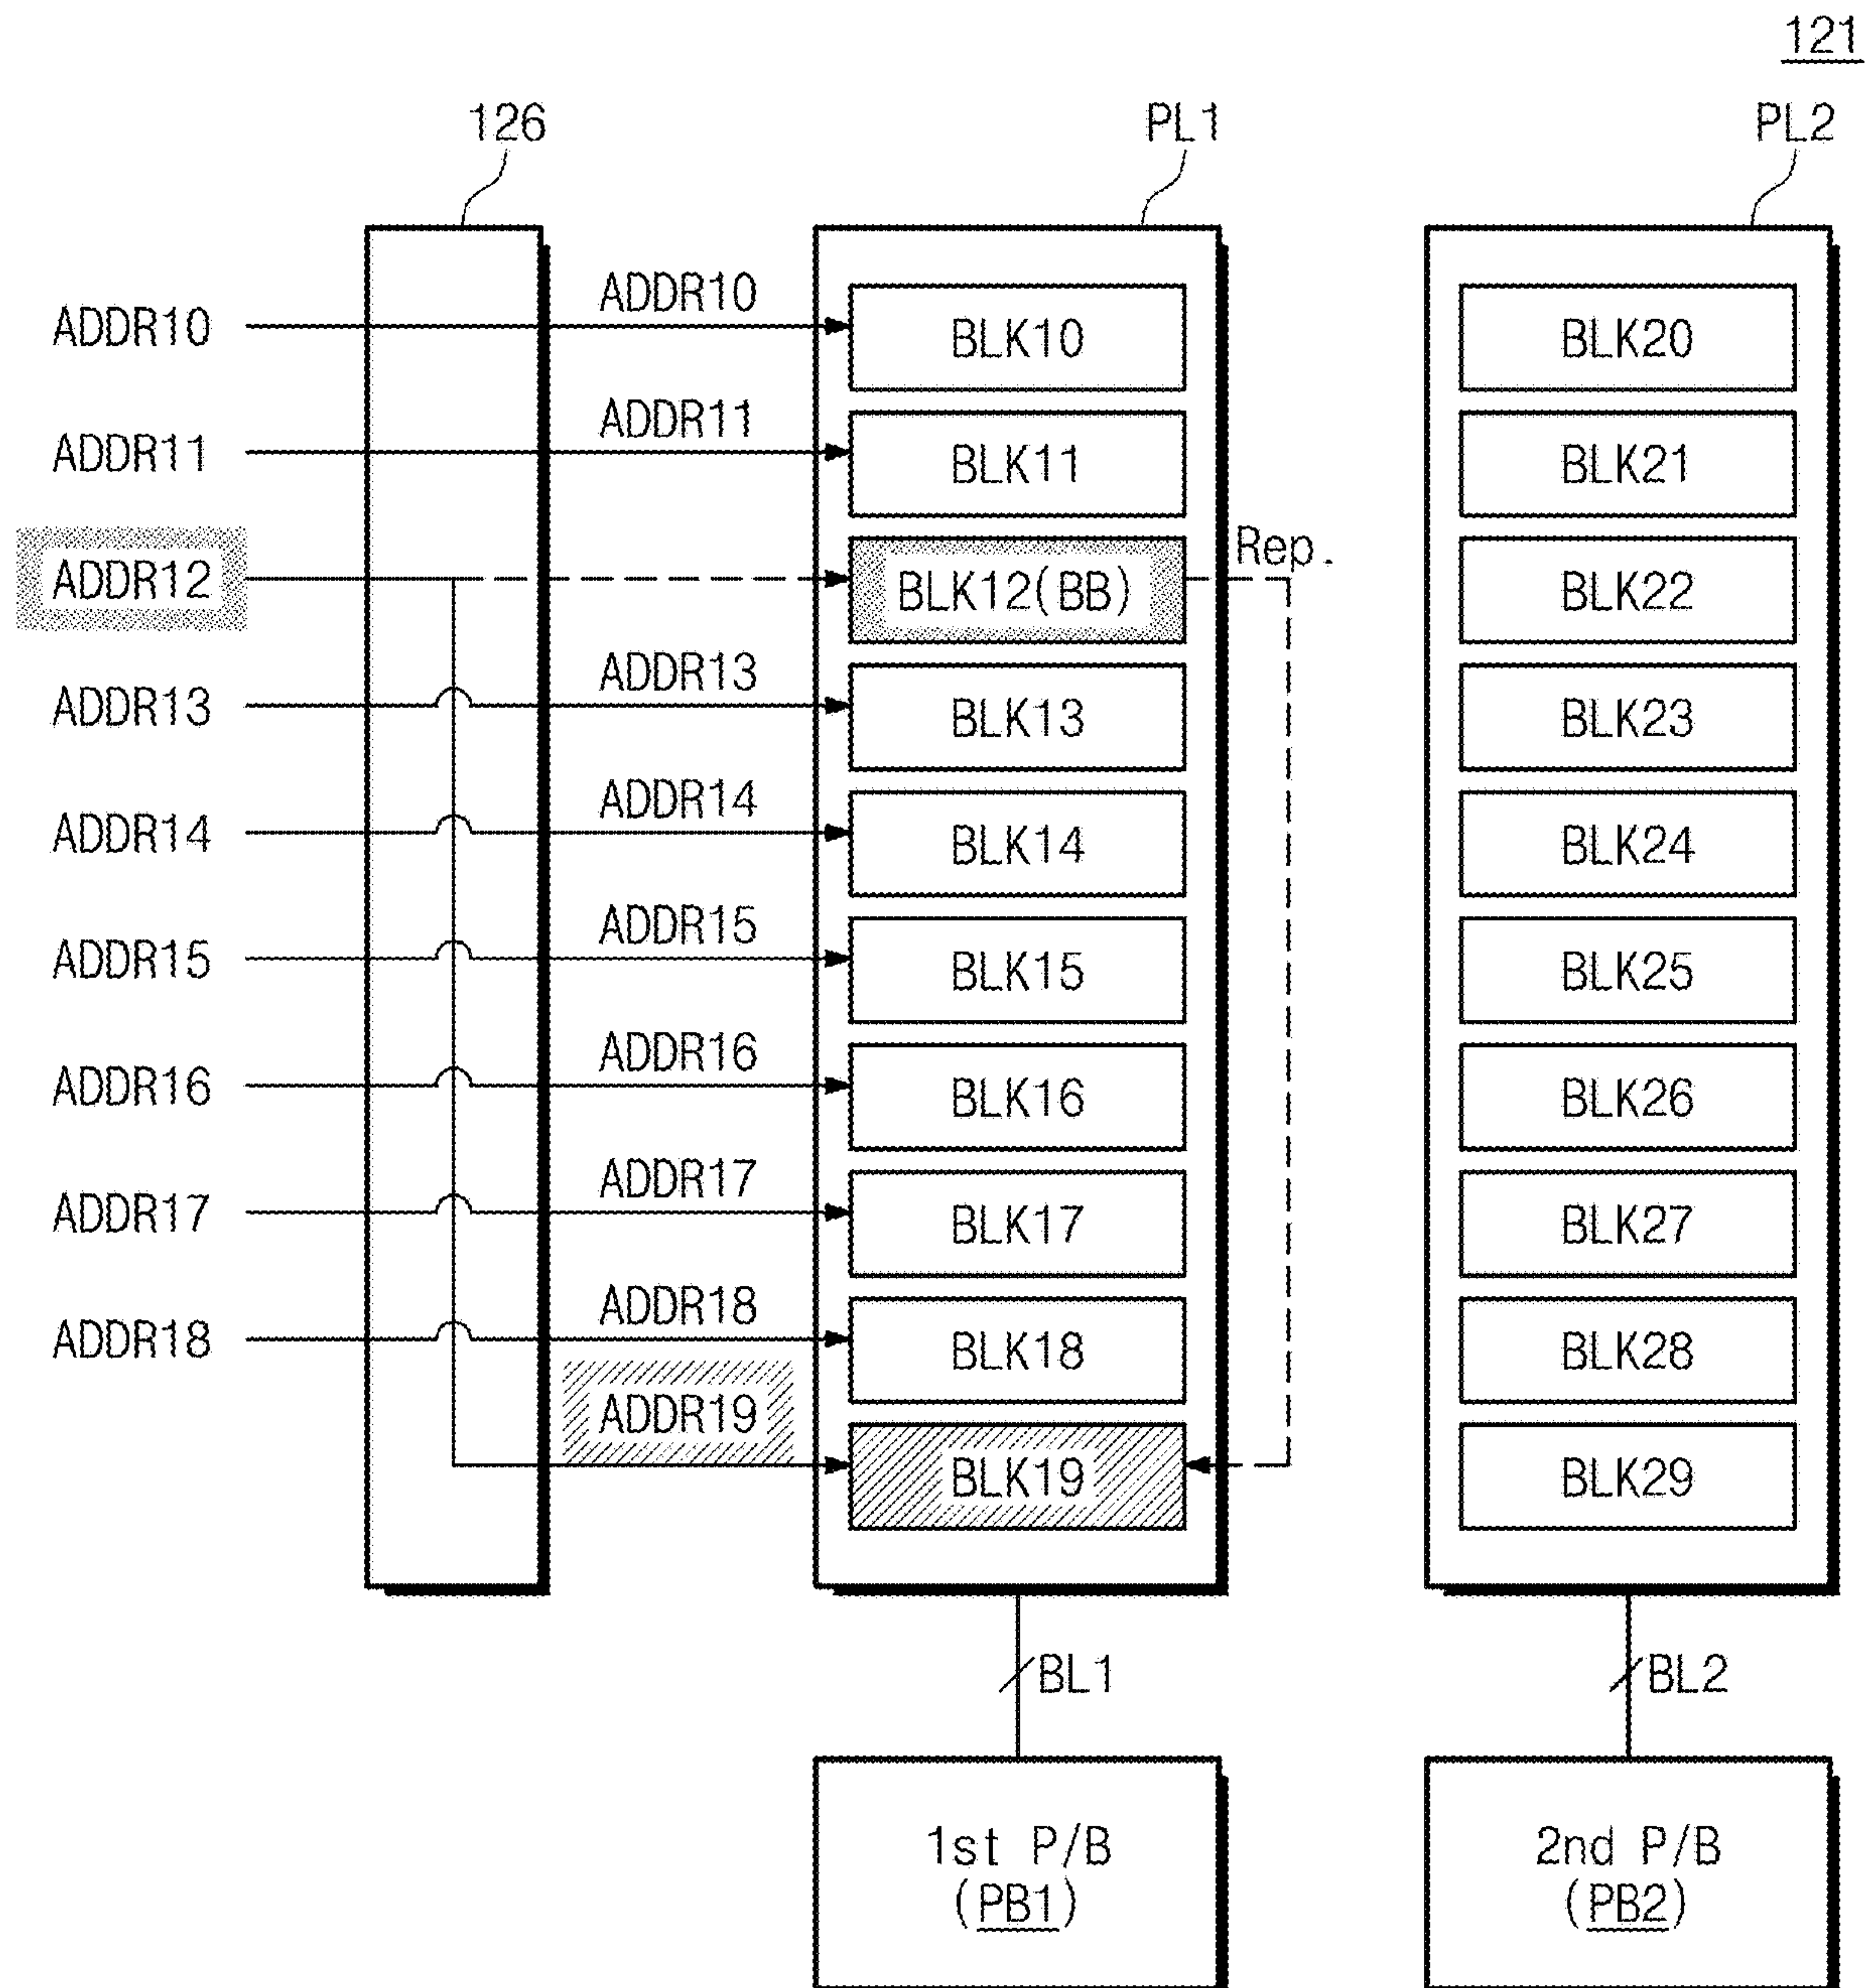 121
126 PL1 PL2
ADDR10 ADDR10 BLK10 BLK20
ADDR11 ADDR11 BLK11 BLK21
ADDR12 BLK12(BB) Rep. BLK22
ADDR13 ADDR13 BLK13 BLK23
ADDR14 ADDR14 BLK14 BLK24
ADDR15 ADDR15 BLK15 BLK25
ADDR16 ADDR16 BLK16 BLK26
ADDR17 ADDR17 BLK17 BLK27
ADDR18 ADDR18 BLK18 BLK28
ADDR19 BLK19 BLK29
BL1 BL2
1st P/B 2nd P/B
(PB1) (PB2)